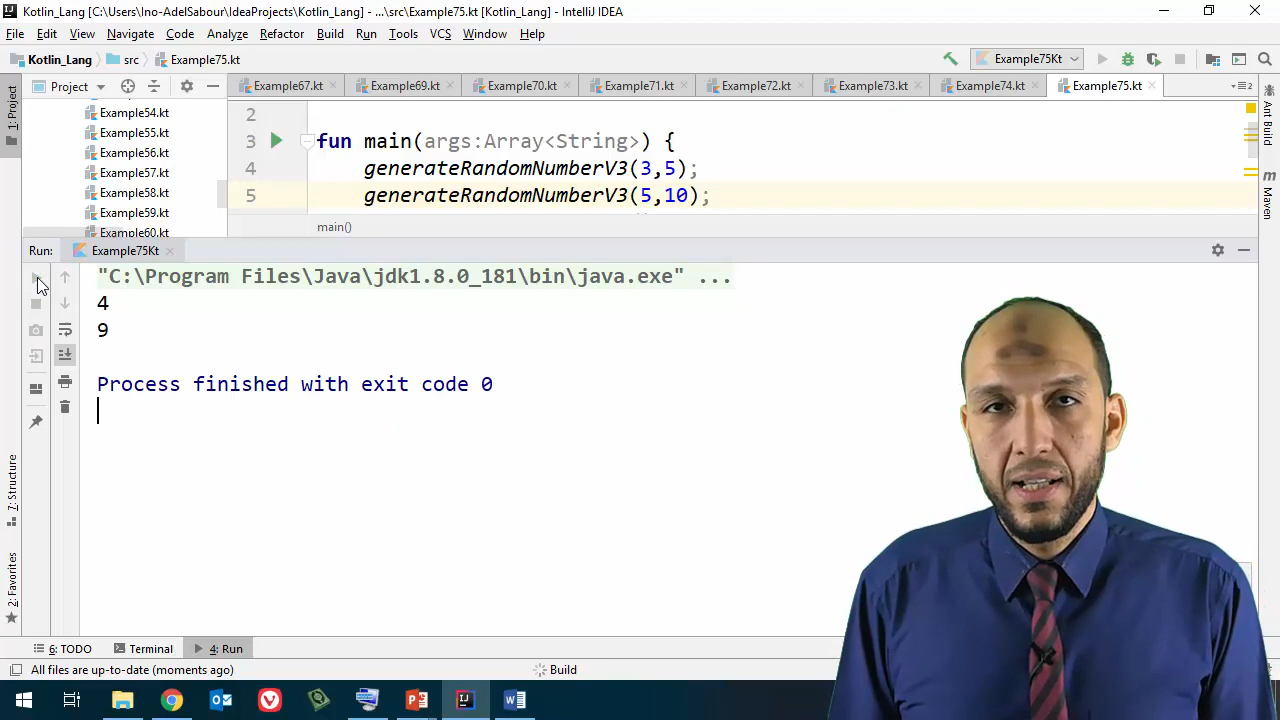 Kotlin_Lang [C:\Users\Ino-AdelSabour\IdeaProjects\Kotlin_Lang] - ...\src\Example75.kt [Kotlin_Lang] - IntelliJ IDEA
File Edit View Navigate Code Analyze Refactor Build Run Tools VCS Window Help
Kotlin_Lang src Example75.kt Example75Kt
1: Project
Project
Example67.kt Example69.kt Example70.kt Example71.kt Example72.kt Example73.kt Example74.kt Example75.kt
Example54.kt
Example55.kt
Example56.kt
Example57.kt
Example58.kt
Example59.kt
Example60.kt
2
3 fun main(args:Array<String>) {
4 generateRandomNumberV3(3,5);
5 generateRandomNumberV3(5,10);
main()
Ant Build
Maven
Run: Example75Kt
"C:\Program Files\Java\jdk1.8.0_181\bin\java.exe" ...
4
9
Process finished with exit code 0
7: Structure
2: Favorites
6: TODO Terminal 4: Run
All files are up-to-date (moments ago) Build